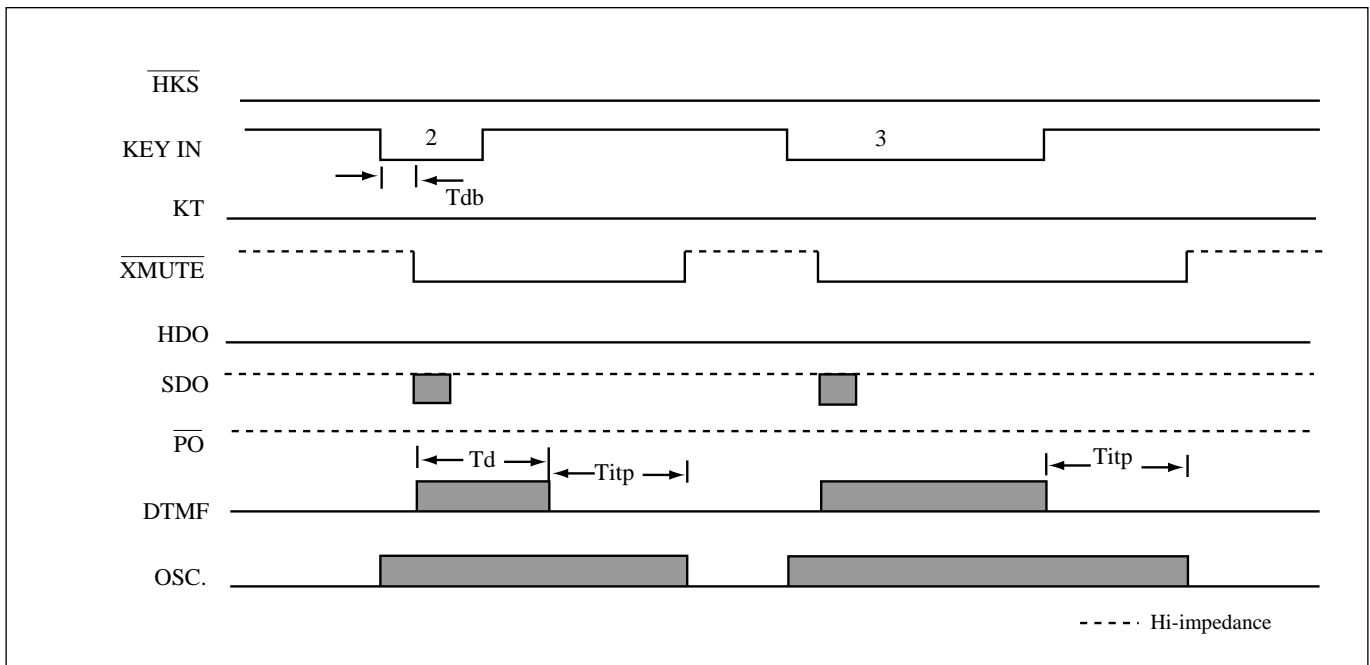 HKS
KEY IN
2
3
Tdb
KT
XMUTE
HDO
SDO
PO
Td
Titp
Titp
DTMF
OSC.
Hi-impedance